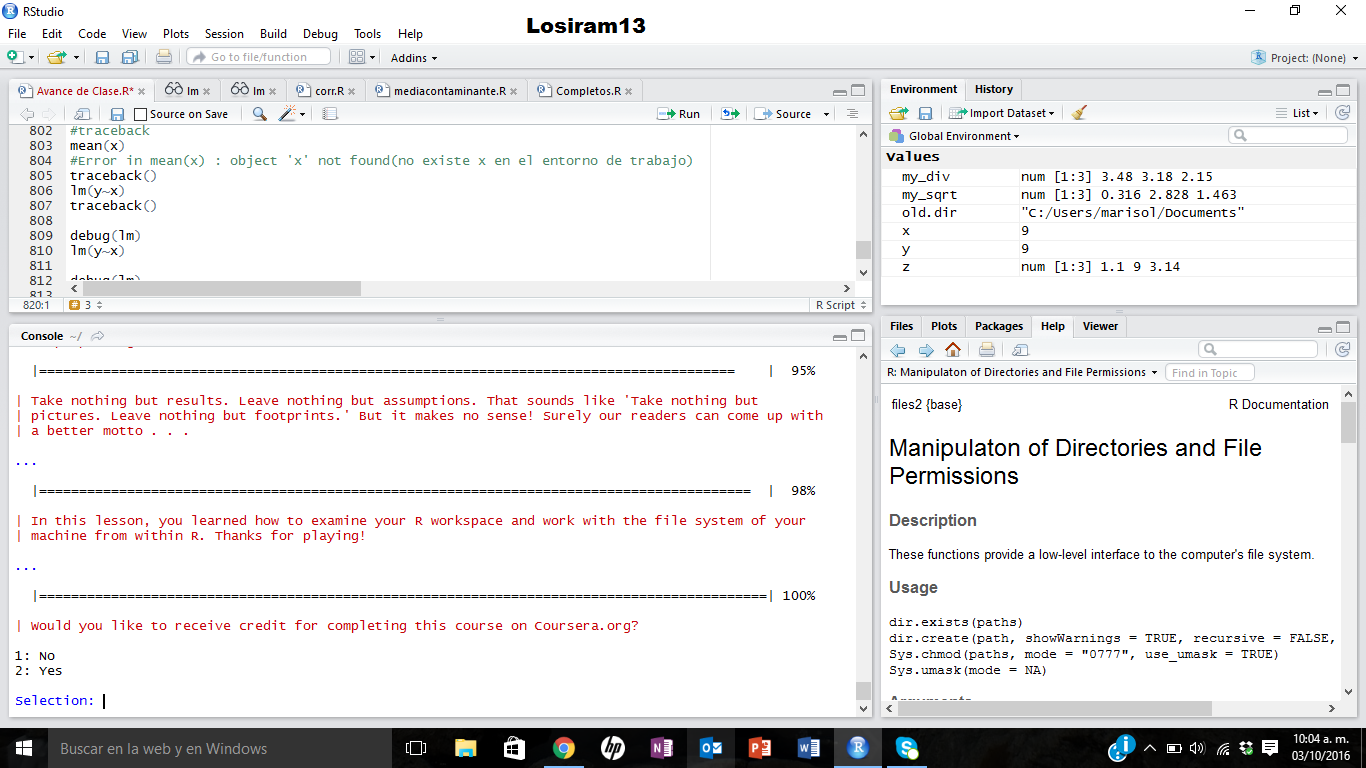 RStudio
Losiram13
File Edit Code View Plots Session Build Debug Tools Help
Go to file/function Addins Project: (None)
Avance de Clase.R* lm lm corr.R mediacontaminante.R Completos.R
Source on Save Run Source
802 #traceback
803 mean(x)
804 #Error in mean(x) : object 'x' not found(no existe x en el entorno de trabajo)
805 traceback()
806 lm(y~x)
807 traceback()
808
809 debug(lm)
810 lm(y~x)
811
812 debug(lm)
813
820:1 # 3 R Script
Console ~/
|==================================================================================== | 95%
| Take nothing but results. Leave nothing but assumptions. That sounds like 'Take nothing but
| pictures. Leave nothing but footprints.' But it makes no sense! Surely our readers can come up with
| a better motto . . .
...
|====================================================================================== | 98%
| In this lesson, you learned how to examine your R workspace and work with the file system of your
| machine from within R. Thanks for playing!
...
|========================================================================================| 100%
| Would you like to receive credit for completing this course on Coursera.org?
1: No
2: Yes
Selection:
Environment History
Import Dataset List
Global Environment
Values
my_div num [1:3] 3.48 3.18 2.15
my_sqrt num [1:3] 0.316 2.828 1.463
old.dir "C:/Users/marisol/Documents"
x 9
y 9
z num [1:3] 1.1 9 3.14
Files Plots Packages Help Viewer
R: Manipulaton of Directories and File Permissions Find in Topic
files2 {base} R Documentation
Manipulaton of Directories and File
Permissions
Description
These functions provide a low-level interface to the computer's file system.
Usage
dir.exists(paths)
dir.create(path, showWarnings = TRUE, recursive = FALSE,
Sys.chmod(paths, mode = "0777", use_umask = TRUE)
Sys.umask(mode = NA)
Arguments
Buscar en la web y en Windows
10:04 a. m.
03/10/2016